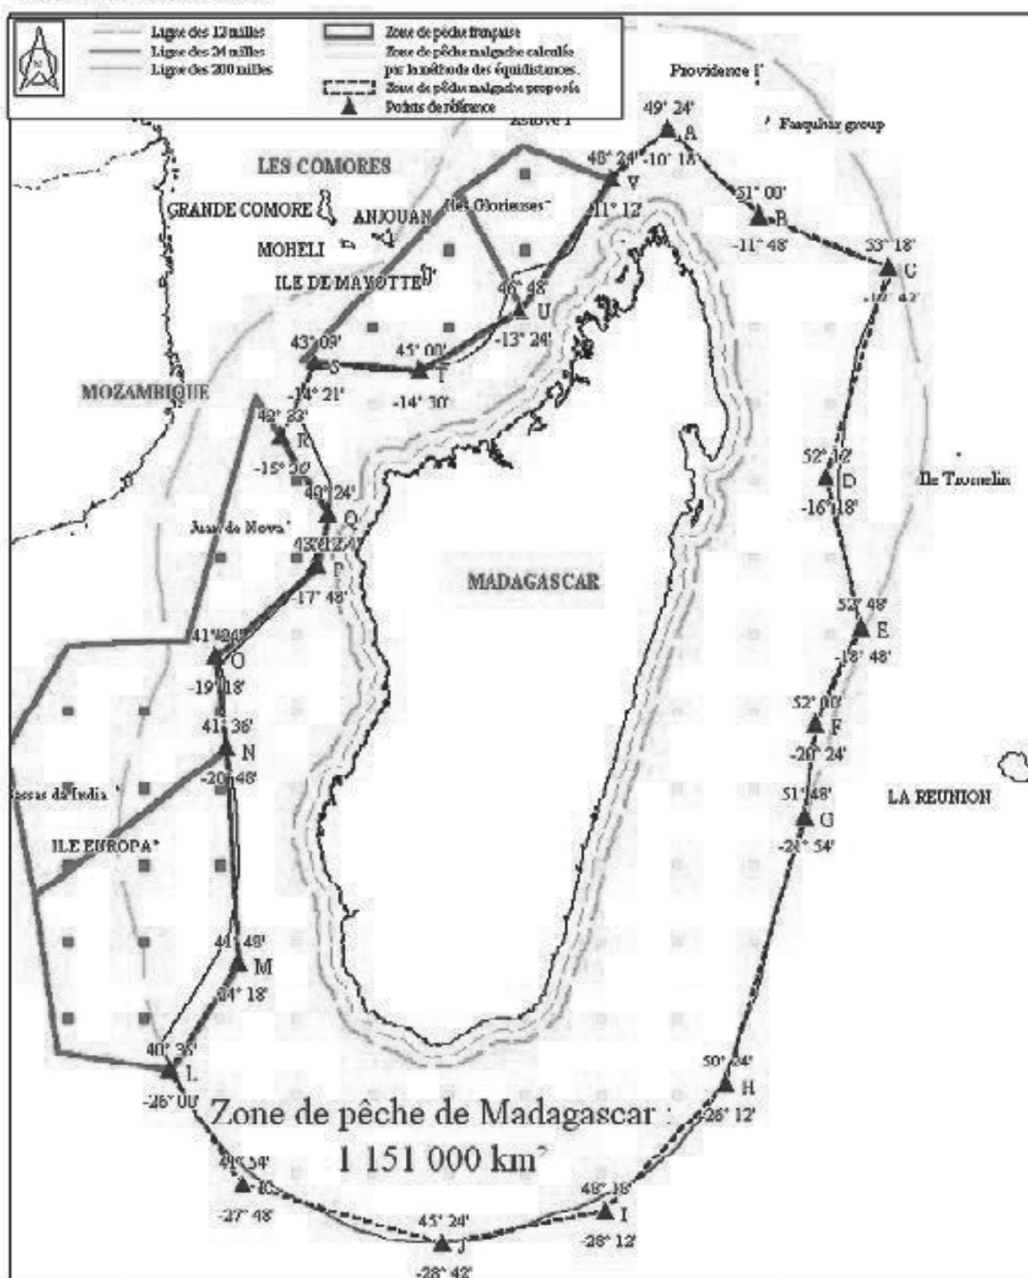 Ligne des 12 milles
Ligne des 24 milles
Ligne des 200 milles
Zone de pêche française
Zone de pêche malgache calculée
par la méthode des équidistances.
Zone de pêche malgache proposée
Points de référence
N
Providence I'
49° 24'
A
-10° 18'
Farquhar group
LES COMORES
48° 24'
V
-11° 12'
51° 00'
B
-11° 48'
GRANDE COMORE
ANJOUAN
Iles Glorieuses
MOHELI
53° 18'
C
ILE DE MAYOTTE
46° 48'
U
-13° 24'
43° 09'
S
-14° 21'
45° 00'
T
-14° 30'
MOZAMBIQUE
R
52° 12'
D
-16° 18'
Ile Tromelin
Q
Juan de Nova
P
-17° 48'
MADAGASCAR
52° 48'
E
-18° 48'
41° 24'
O
-19° 18'
52° 00'
F
-20° 24'
41° 36'
N
-20° 48'
51° 48'
G
-21° 54'
LA REUNION
ILE EUROPA
M
40° 36'
L
-26° 00'
50° 24'
H
-26° 12'
Zone de pêche de Madagascar :
1 151 000 km²
K
-27° 48'
48° 18'
I
-28° 12'
45° 24'
J
-28° 42'